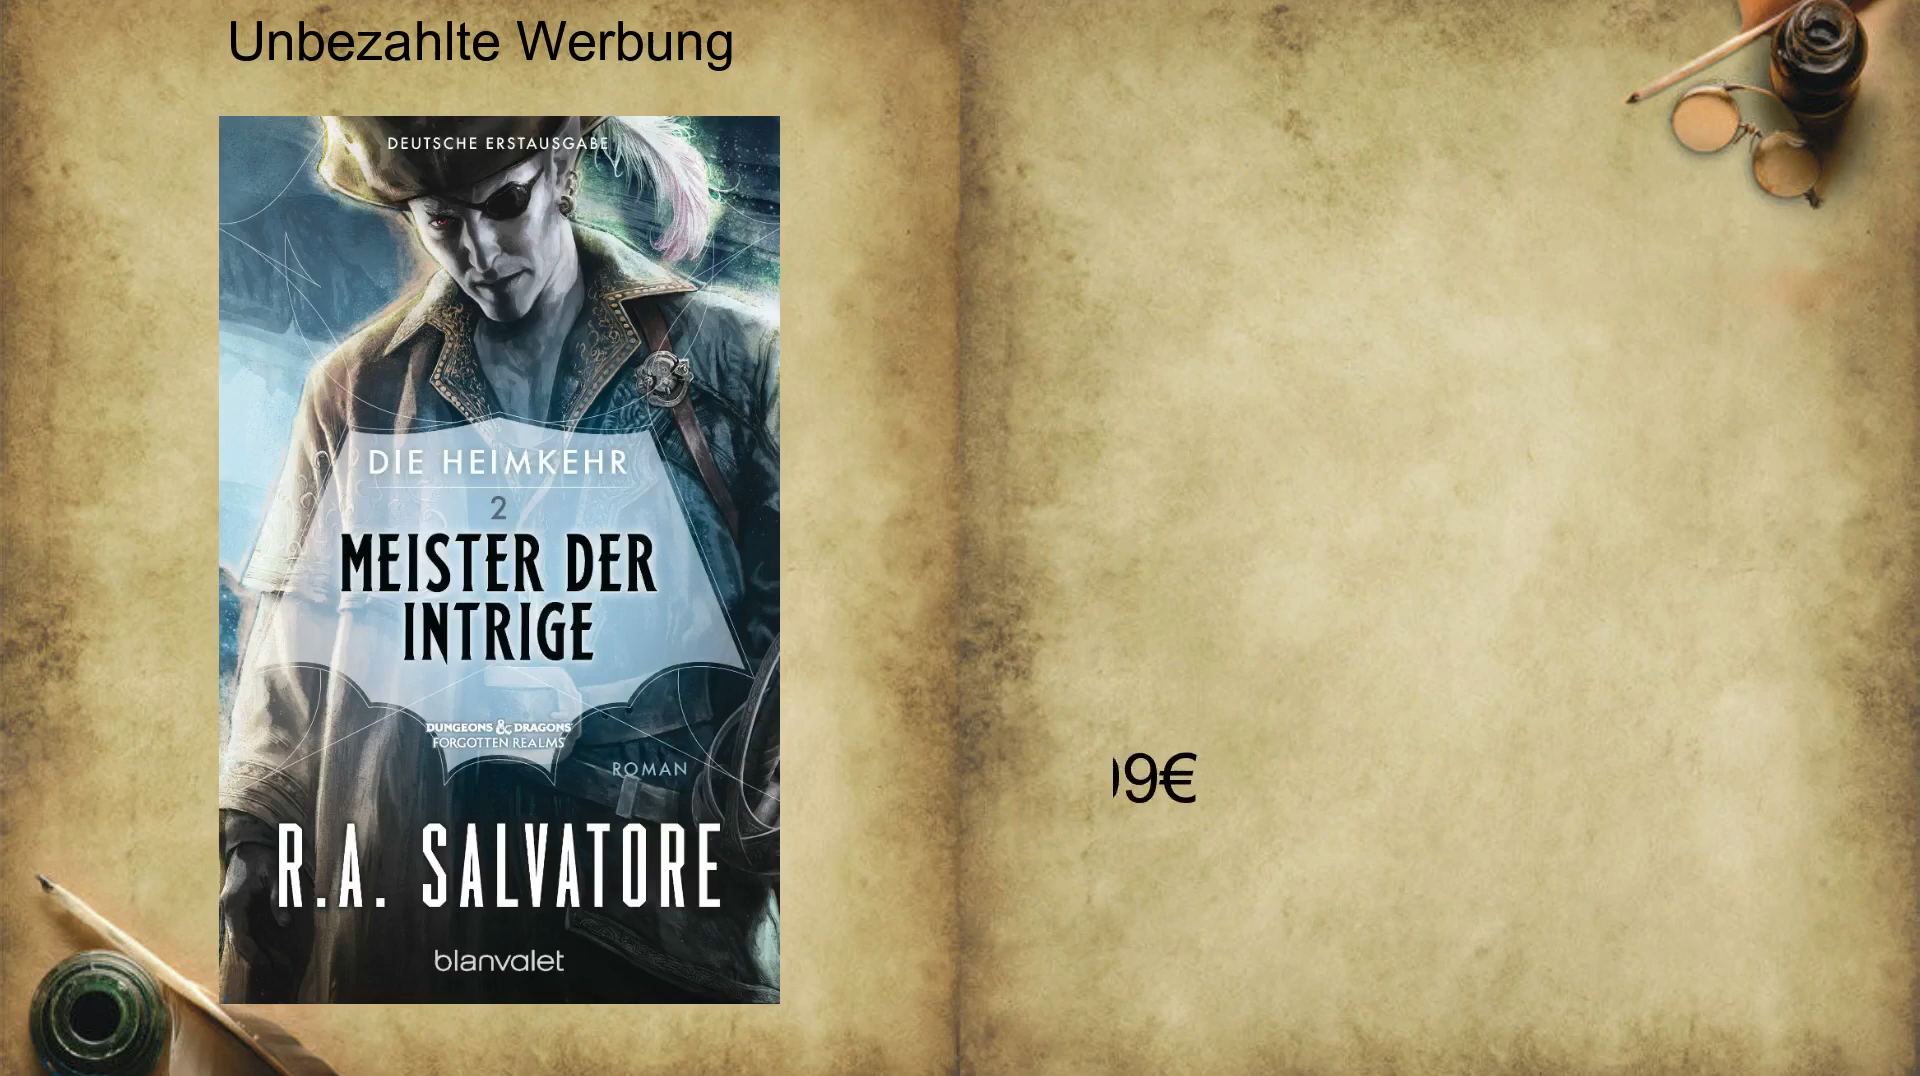 Unbezahlte Werbung
DEUTSCHE ERSTAUSGABE
DIE HEIMKEHR
2
MEISTER DER
INTRIGE
DUNGEONS & DRAGONS
FORGOTTEN REALMS
ROMAN
R.A. SALVATORE
blanvalet
9€